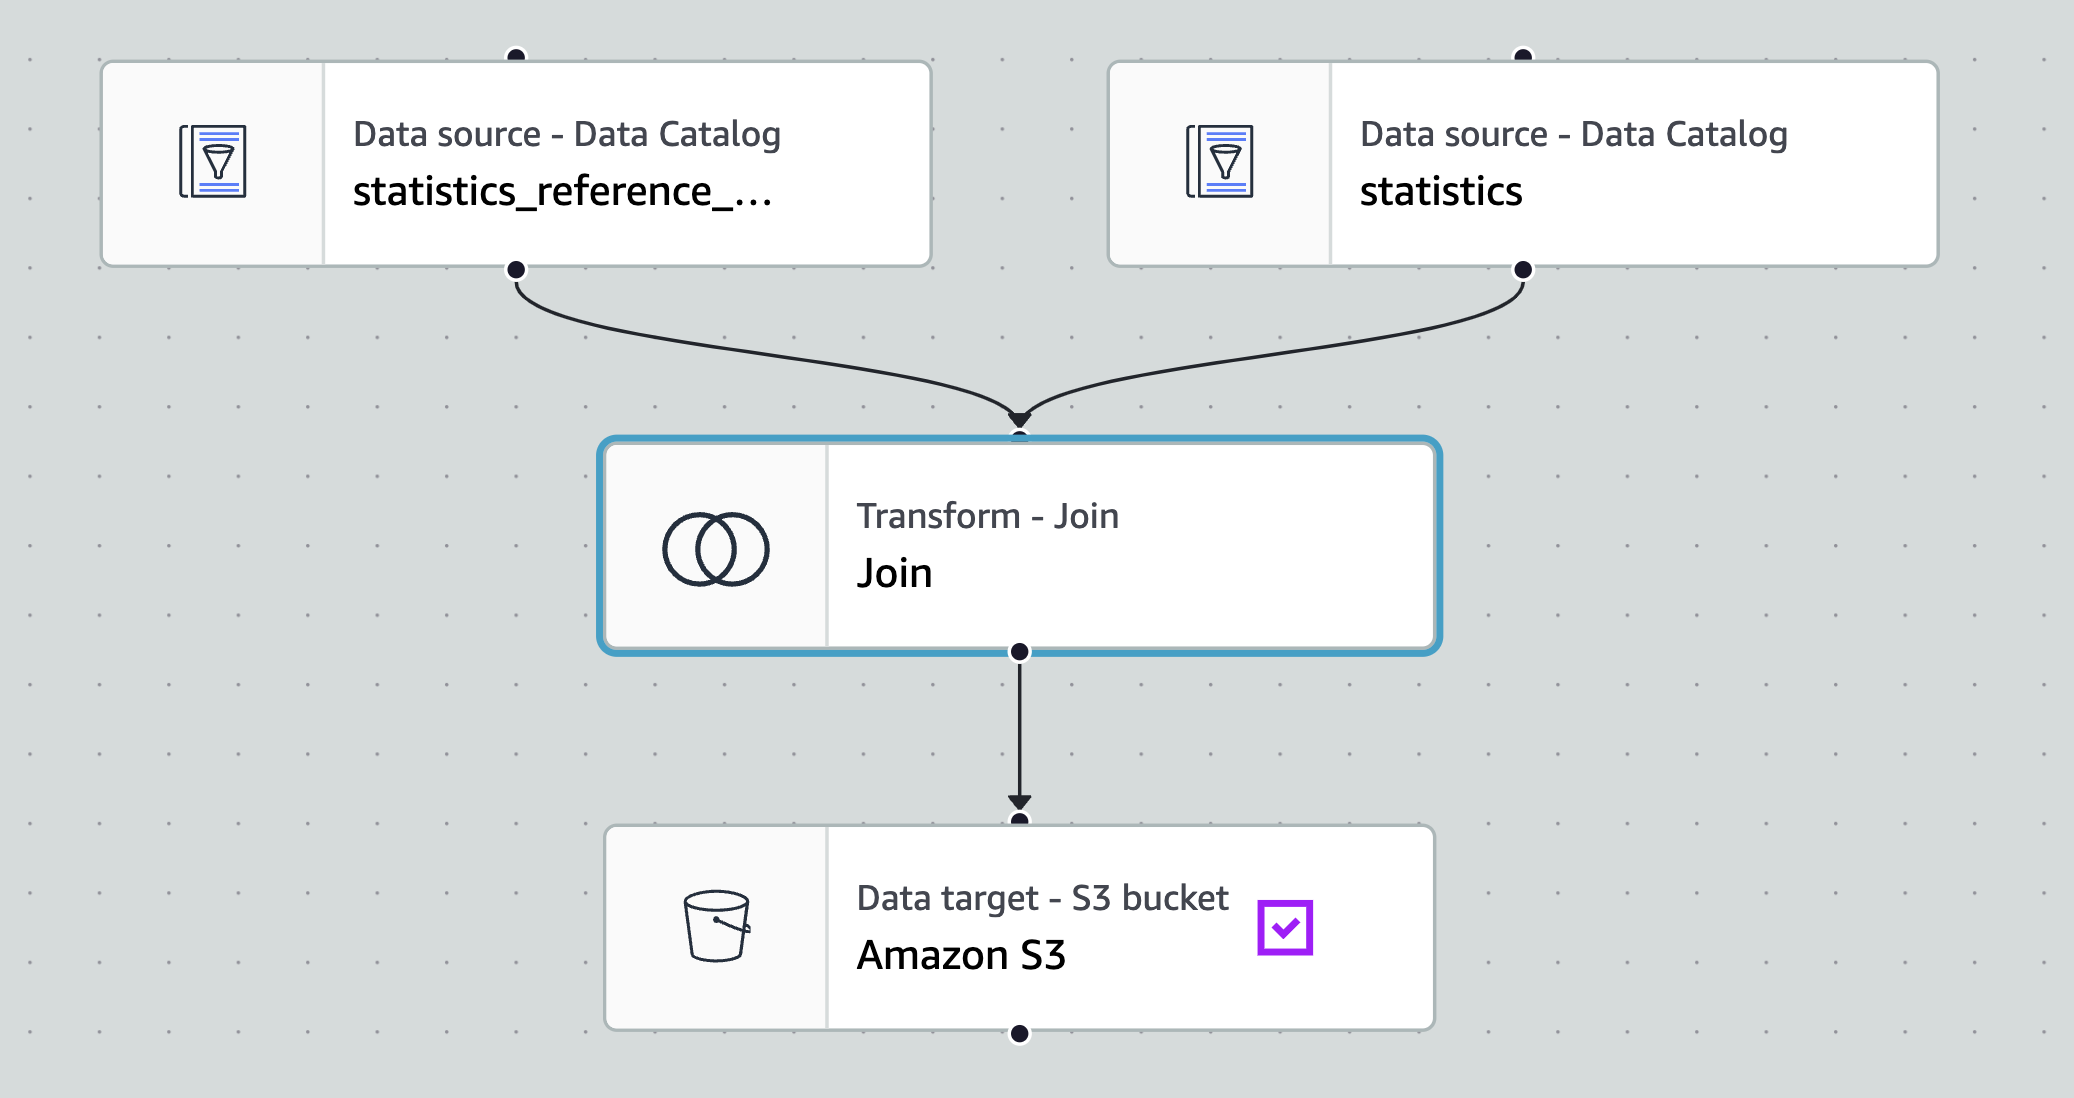 Data source - Data Catalog
statistics_reference_...
Data source - Data Catalog
statistics
Transform - Join
Join
Data target - S3 bucket
Amazon S3